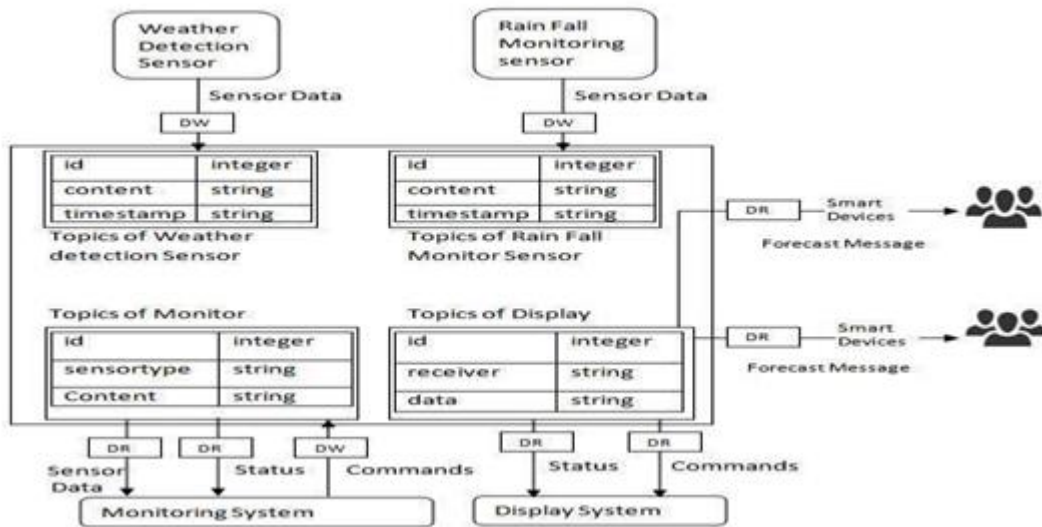 Weather
Detection
Sensor
Rain Fall
Monitoring
sensor
Sensor Data
Sensor Data
DW
DW
id integer
content string
timestamp string
Topics of Weather
detection Sensor
id integer
content string
timestamp string
Topics of Rain Fall
Monitor Sensor
DR
Smart
Devices
Forecast Message
Topics of Monitor
id integer
sensortype string
Content string
Topics of Display
id integer
receiver string
data string
DR
Smart
Devices
Forecast Message
DR
DR
DW
DR
DR
Sensor
Data
Status
Commands
Status
Commands
Monitoring System
Display System